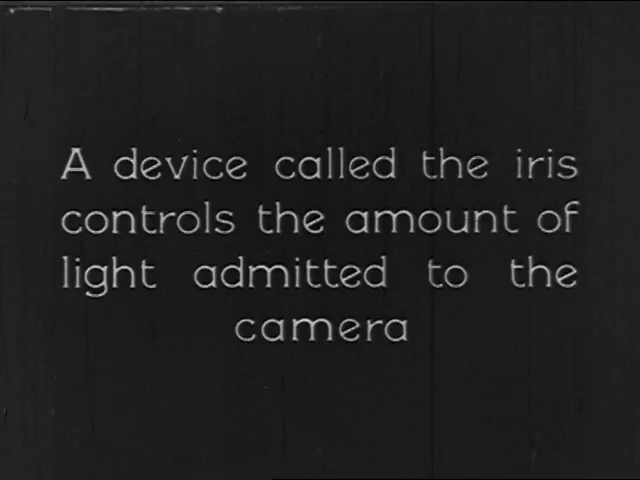 A device called the iris
controls the amount of
light admitted to the
camera